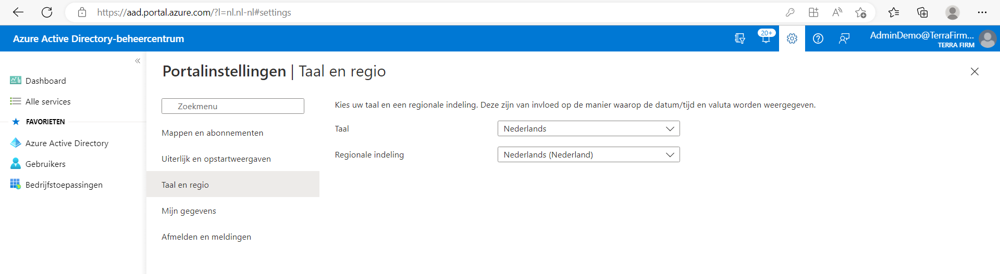 https://aad.portal.azure.com/?l=nl.nl-nl#settings
Azure Active Directory-beheercentrum
20+
AdminDemo@TerraFirm...
TERRA FIRM
Portalinstellingen | Taal en regio
Dashboard
Alle services
FAVORIETEN
Azure Active Directory
Gebruikers
Bedrijfstoepassingen
Zoekmenu
Mappen en abonnementen
Uiterlijk en opstartweergaven
Taal en regio
Mijn gegevens
Afmelden en meldingen
Kies uw taal en een regionale indeling. Deze zijn van invloed op de manier waarop de datum/tijd en valuta worden weergegeven.
Taal
Nederlands
Regionale indeling
Nederlands (Nederland)